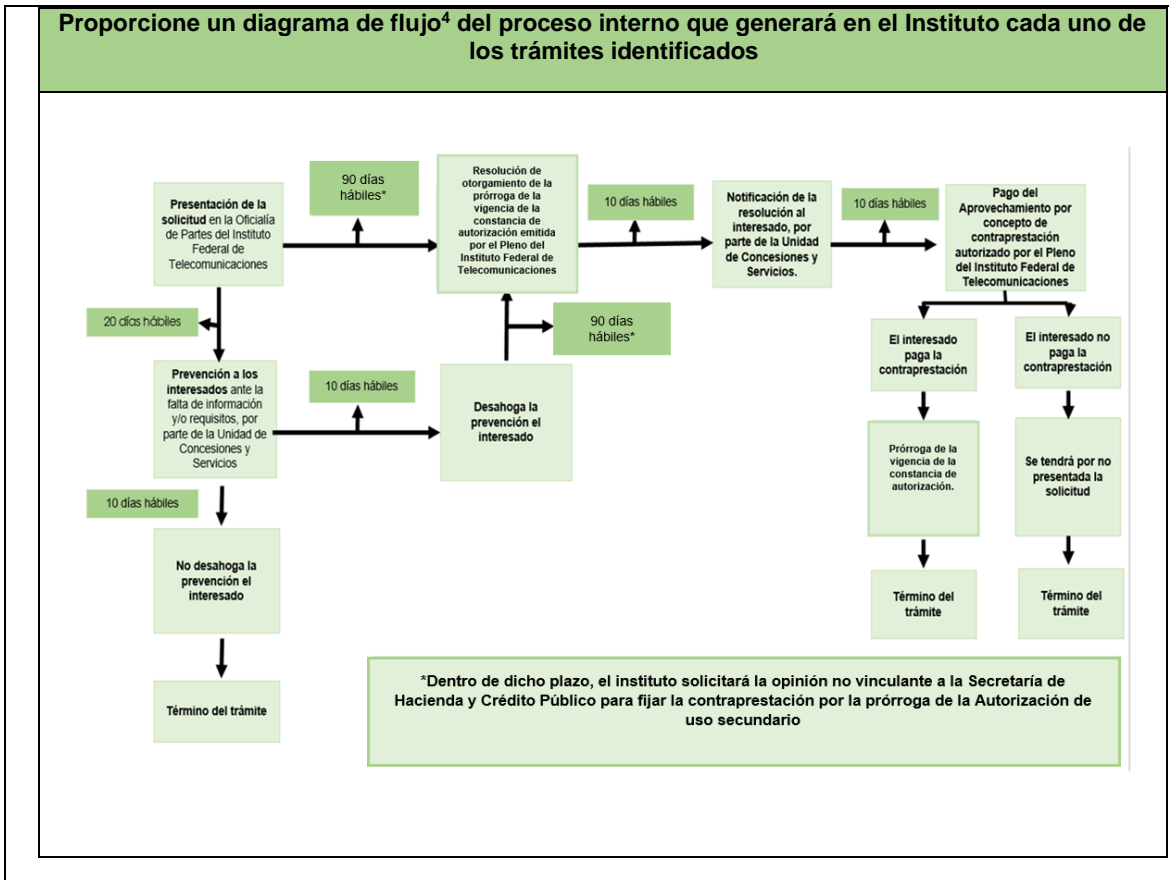 Proporcione un diagrama de flujo⁴ del proceso interno que generará en el Instituto cada uno de
los trámites identificados
Presentación de la
solicitud en la Oficialía
de Partes del Instituto
Federal de
Telecomunicaciones
90 días
hábiles*
Resolución de
otorgamiento de la
prórroga de la
vigencia de la
constancia de
autorización emitida
por el Pleno del
Instituto Federal de
Telecomunicaciones
10 días hábiles
Notificación de la
resolución al
interesado, por
parte de la Unidad
de Concesiones y
Servicios.
10 días hábiles
Pago del
Aprovechamiento por
concepto de
contraprestación
autorizado por el Pleno
del Instituto Federal de
Telecomunicaciones
20 días hábiles
90 días
hábiles*
El interesado
paga la
contraprestación
El interesado no
paga la
contraprestación
Prevención a los
interesados ante la
falta de información
y/o requisitos, por
parte de la Unidad de
Concesiones y
Servicios
10 días hábiles
Desahoga la
prevención el
interesado
Prórroga de la
vigencia de la
constancia de
autorización.
Se tendrá por no
presentada la
solicitud
10 días hábiles
No desahoga la
prevención el
interesado
Término del
trámite
Término del
trámite
Término del trámite
*Dentro de dicho plazo, el instituto solicitará la opinión no vinculante a la Secretaría de
Hacienda y Crédito Público para fijar la contraprestación por la prórroga de la Autorización de
uso secundario